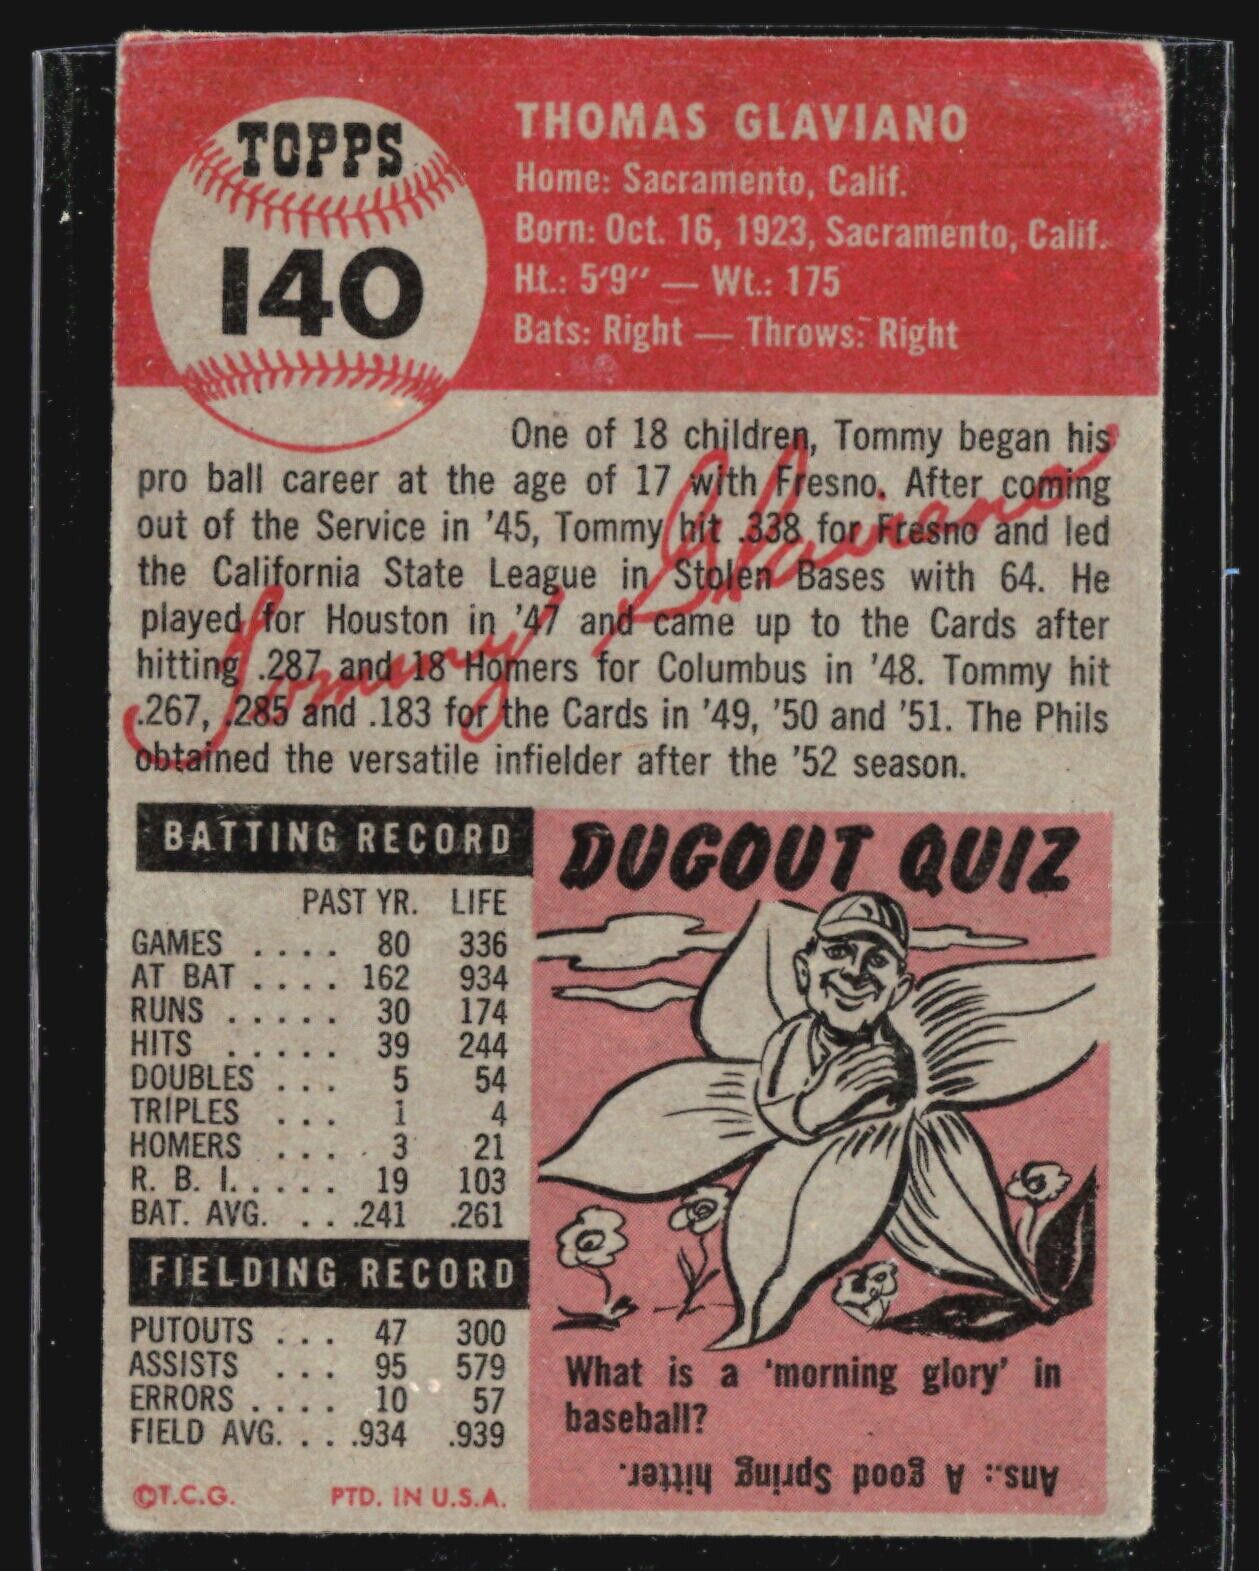 TOPPS
140
THOMAS GLAVIANO
Home: Sacramento, Calif.
Born: Oct. 16, 1923, Sacramento, Calif.
Ht.: 5'9" — Wt.: 175
Bats: Right — Throws: Right
One of 18 children, Tommy began his
pro ball career at the age of 17 with Fresno. After coming
out of the Service in '45, Tommy hit .338 for Fresno and led
the California State League in Stolen Bases with 64. He
played for Houston in '47 and came up to the Cards after
hitting .287 and 18 Homers for Columbus in '48. Tommy hit
.267, .285 and .183 for the Cards in '49, '50 and '51. The Phils
obtained the versatile infielder after the '52 season.
Tommy Glaviano
BATTING RECORD
PAST YR. LIFE
GAMES . . . . 80 336
AT BAT . . . . 162 934
RUNS . . . . . 30 174
HITS . . . . . 39 244
DOUBLES . . . 5 54
TRIPLES . . . 1 4
HOMERS . . . . 3 21
R. B. I. . . . . 19 103
BAT. AVG. . . .241 .261
FIELDING RECORD
PUTOUTS . . . 47 300
ASSISTS . . . 95 579
ERRORS . . . . 10 57
FIELD AVG. . . .934 .939
©T.C.G. PTD. IN U.S.A.
DUGOUT QUIZ
What is a 'morning glory' in
baseball?
Ans.: A good Spring hitter.